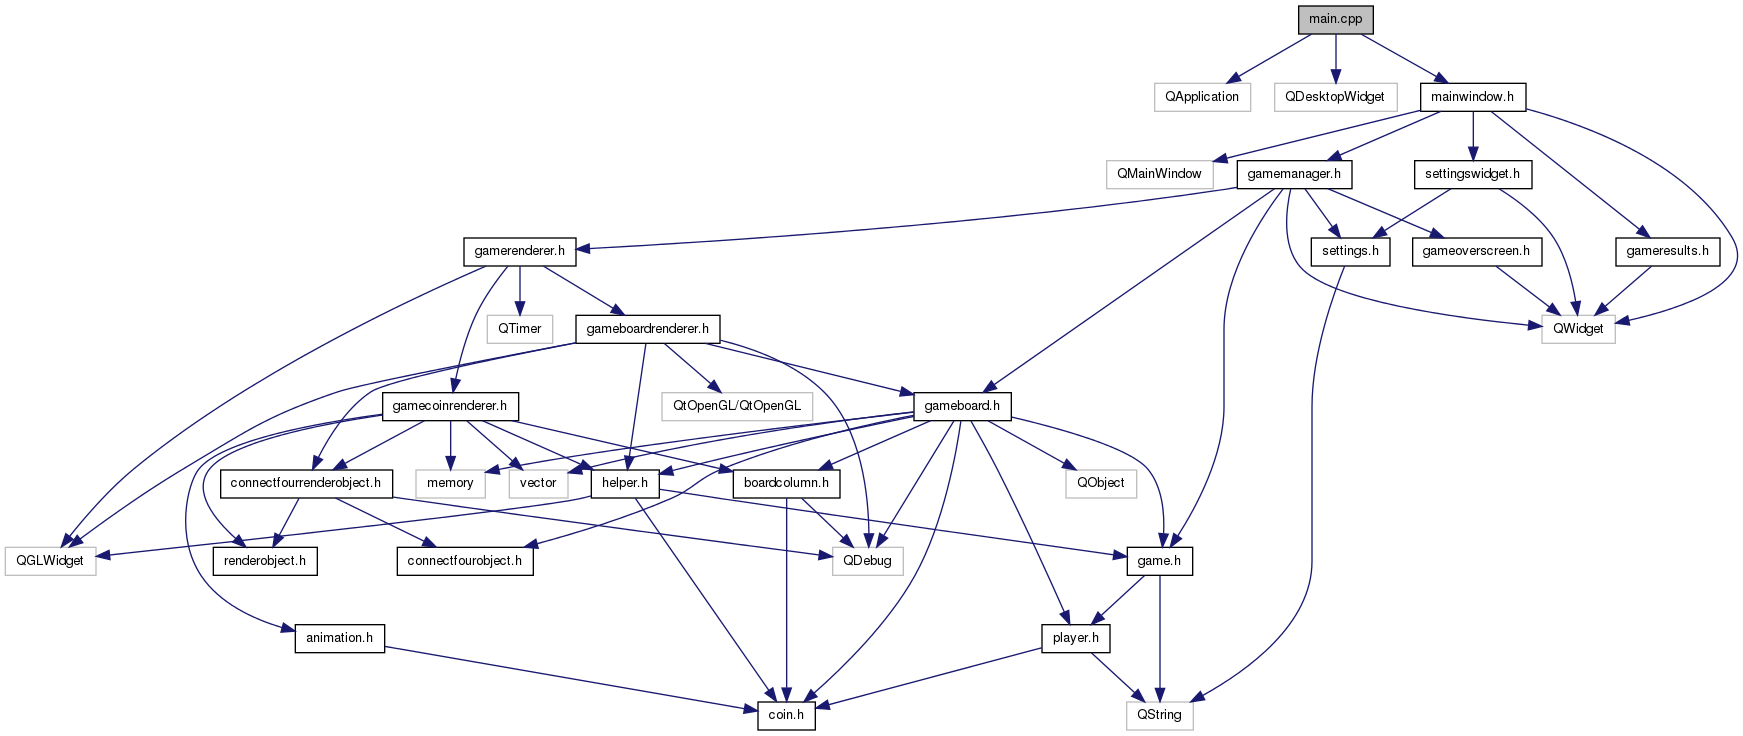 main.cpp
QApplication
QDesktopWidget
mainwindow.h
QMainWindow
gamemanager.h
settingswidget.h
gamerenderer.h
settings.h
gameoverscreen.h
gameresults.h
QTimer
gameboardrenderer.h
QWidget
gamecoinrenderer.h
QtOpenGL/QtOpenGL
gameboard.h
connectfourrenderobject.h
memory
vector
helper.h
boardcolumn.h
QObject
QGLWidget
renderobject.h
connectfourobject.h
QDebug
game.h
animation.h
player.h
coin.h
QString